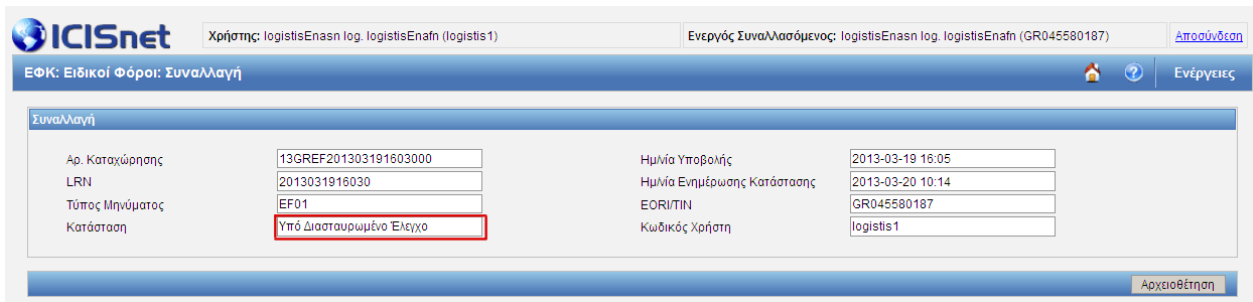 ICISnet Χρήστης: logistisEnasn log. logistisEnafn (logistis1) Ενεργός Συναλλασόμενος: logistisEnasn log. logistisEnafn (GR045580187) Αποσύνδεση
ΕΦΚ: Ειδικοί Φόροι: Συναλλαγή ? Ενέργειες
Συναλλαγή
Αρ. Καταχώρησης 13GREF201303191603000 Ημ/νία Υποβολής 2013-03-19 16:05
LRN 2013031916030 Ημ/νία Ενημέρωσης Κατάστασης 2013-03-20 10:14
Τύπος Μηνύματος EF01 EORI/TIN GR045580187
Κατάσταση Υπό Διασταυρωμένο Έλεγχο Κωδικός Χρήστη logistis1
Αρχειοθέτηση